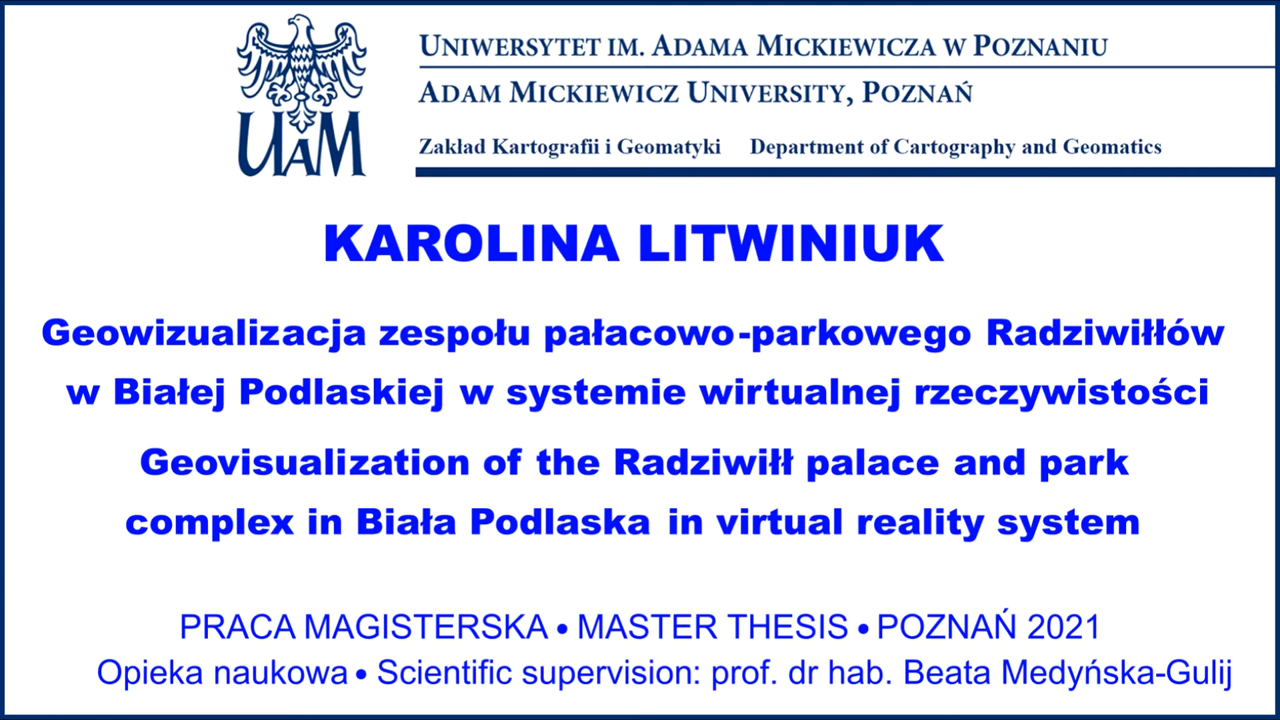 UNIWERSYTET IM. ADAMA MICKIEWICZA W POZNANIU
ADAM MICKIEWICZ UNIVERSITY, POZNAŃ
UAM
Zakład Kartografii i Geomatyki Department of Cartography and Geomatics
KAROLINA LITWINIUK
Geowizualizacja zespołu pałacowo-parkowego Radziwiłłów
w Białej Podlaskiej w systemie wirtualnej rzeczywistości
Geovisualization of the Radziwiłł palace and park
complex in Biała Podlaska in virtual reality system
PRACA MAGISTERSKA • MASTER THESIS • POZNAŃ 2021
Opieka naukowa • Scientific supervision: prof. dr hab. Beata Medyńska-Gulij